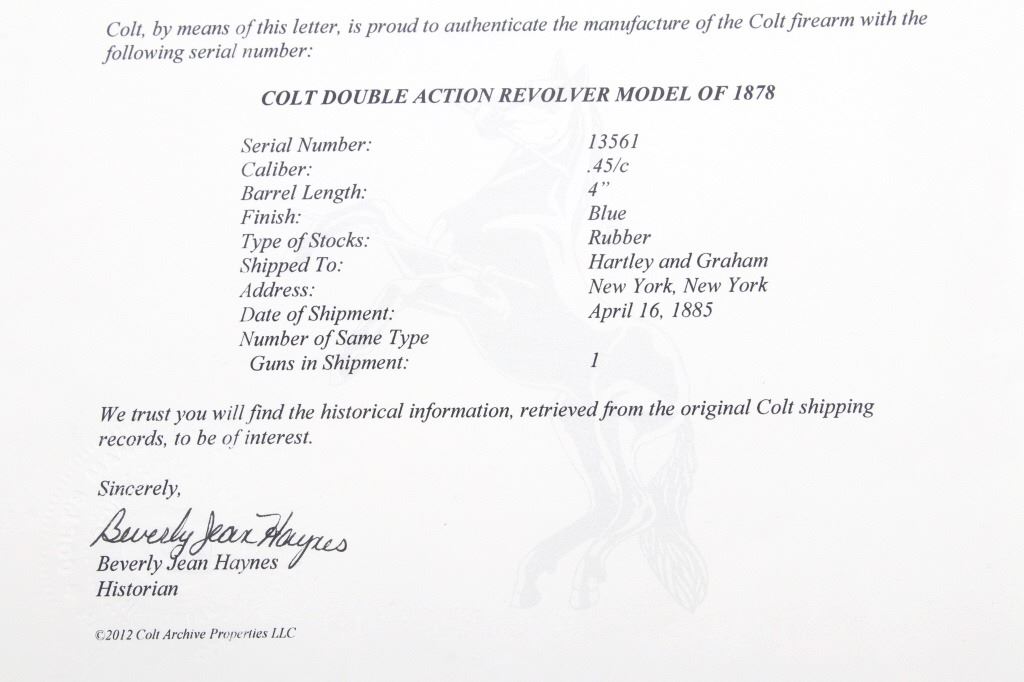 Colt, by means of this letter, is proud to authenticate the manufacture of the Colt firearm with the
following serial number:
COLT DOUBLE ACTION REVOLVER MODEL OF 1878
Serial Number: 13561
Caliber: .45/c
Barrel Length: 4”
Finish: Blue
Type of Stocks: Rubber
Shipped To: Hartley and Graham
Address: New York, New York
Date of Shipment: April 16, 1885
Number of Same Type
Guns in Shipment: 1
We trust you will find the historical information, retrieved from the original Colt shipping
records, to be of interest.
Sincerely,
Beverly Jean Haynes
Beverly Jean Haynes
Historian
©2012 Colt Archive Properties LLC